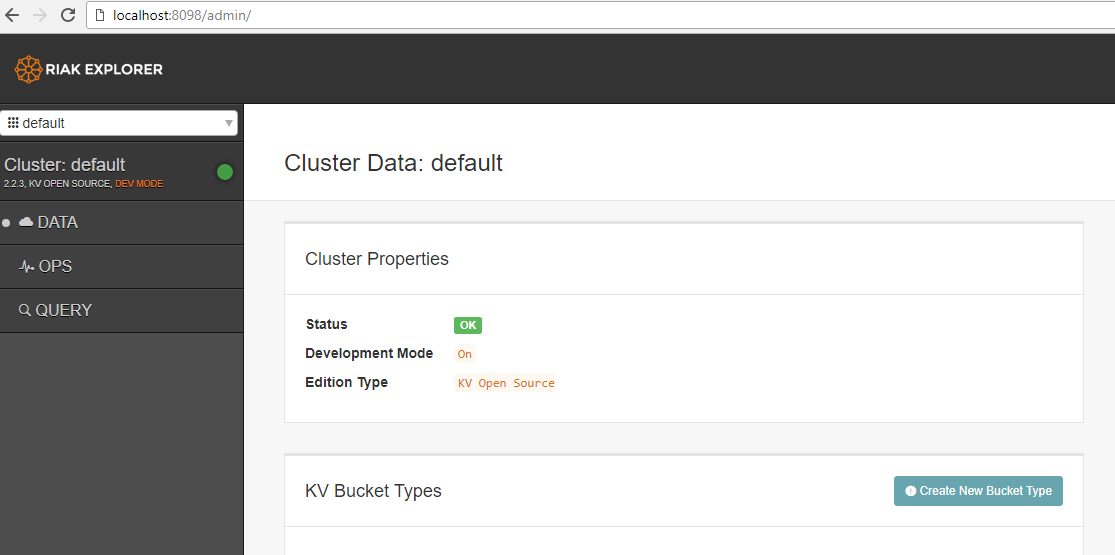 localhost:8098/admin/
RIAK EXPLORER
default
Cluster: default
2.2.3, KV OPEN SOURCE, DEV MODE
DATA
OPS
QUERY
Cluster Data: default
Cluster Properties
Status OK
Development Mode On
Edition Type KV Open Source
KV Bucket Types
Create New Bucket Type